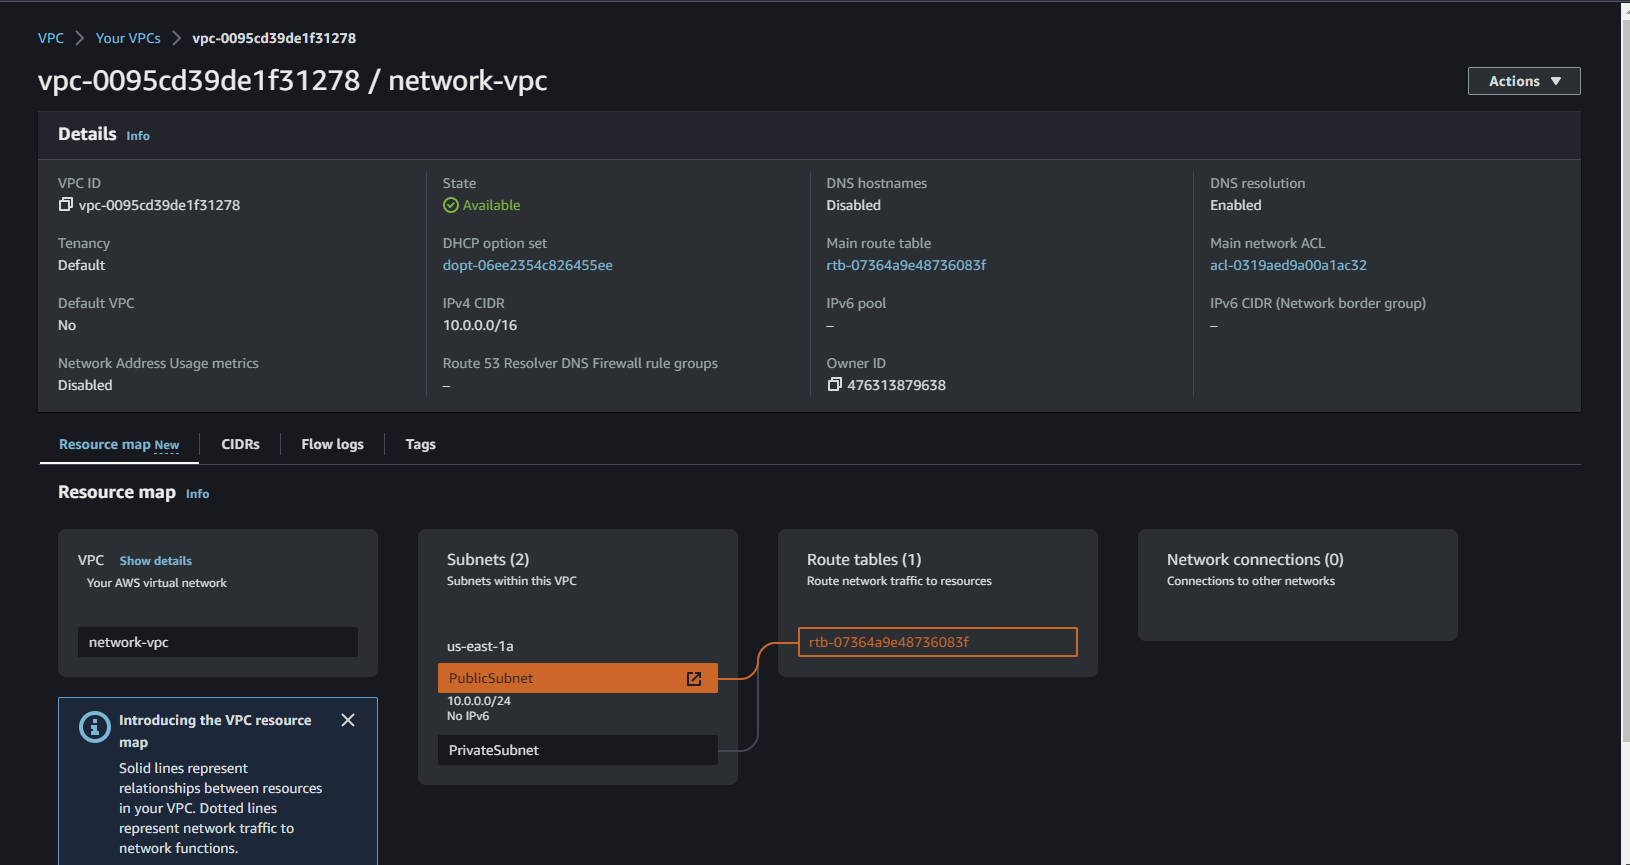 VPC > Your VPCs > vpc-0095cd39de1f31278
vpc-0095cd39de1f31278 / network-vpc
Actions ▼
Details Info
VPC ID
vpc-0095cd39de1f31278
State
Available
DNS hostnames
Disabled
DNS resolution
Enabled
Tenancy
Default
DHCP option set
dopt-06ee2354c826455ee
Main route table
rtb-07364a9e48736083f
Main network ACL
acl-0319aed9a00a1ac32
Default VPC
No
IPv4 CIDR
10.0.0.0/16
IPv6 pool
–
IPv6 CIDR (Network border group)
–
Network Address Usage metrics
Disabled
Route 53 Resolver DNS Firewall rule groups
–
Owner ID
476313879638
Resource map New
CIDRs
Flow logs
Tags
Resource map Info
VPC Show details
Your AWS virtual network
network-vpc
Introducing the VPC resource
map
Solid lines represent
relationships between resources
in your VPC. Dotted lines
represent network traffic to
network functions.
Subnets (2)
Subnets within this VPC
us-east-1a
PublicSubnet
10.0.0.0/24
No IPv6
PrivateSubnet
Route tables (1)
Route network traffic to resources
rtb-07364a9e48736083f
Network connections (0)
Connections to other networks